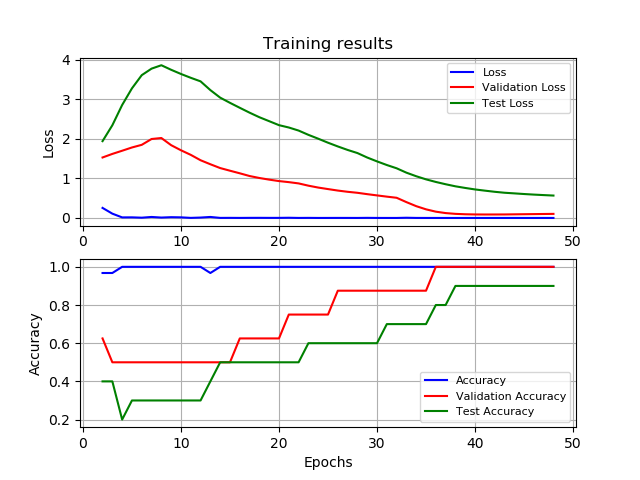 Training results
Loss
4
3
2
1
0
Loss
Validation Loss
Test Loss
0 10 20 30 40 50
Accuracy
1.0
0.8
0.6
0.4
0.2
Accuracy
Validation Accuracy
Test Accuracy
0 10 20 30 40 50
Epochs